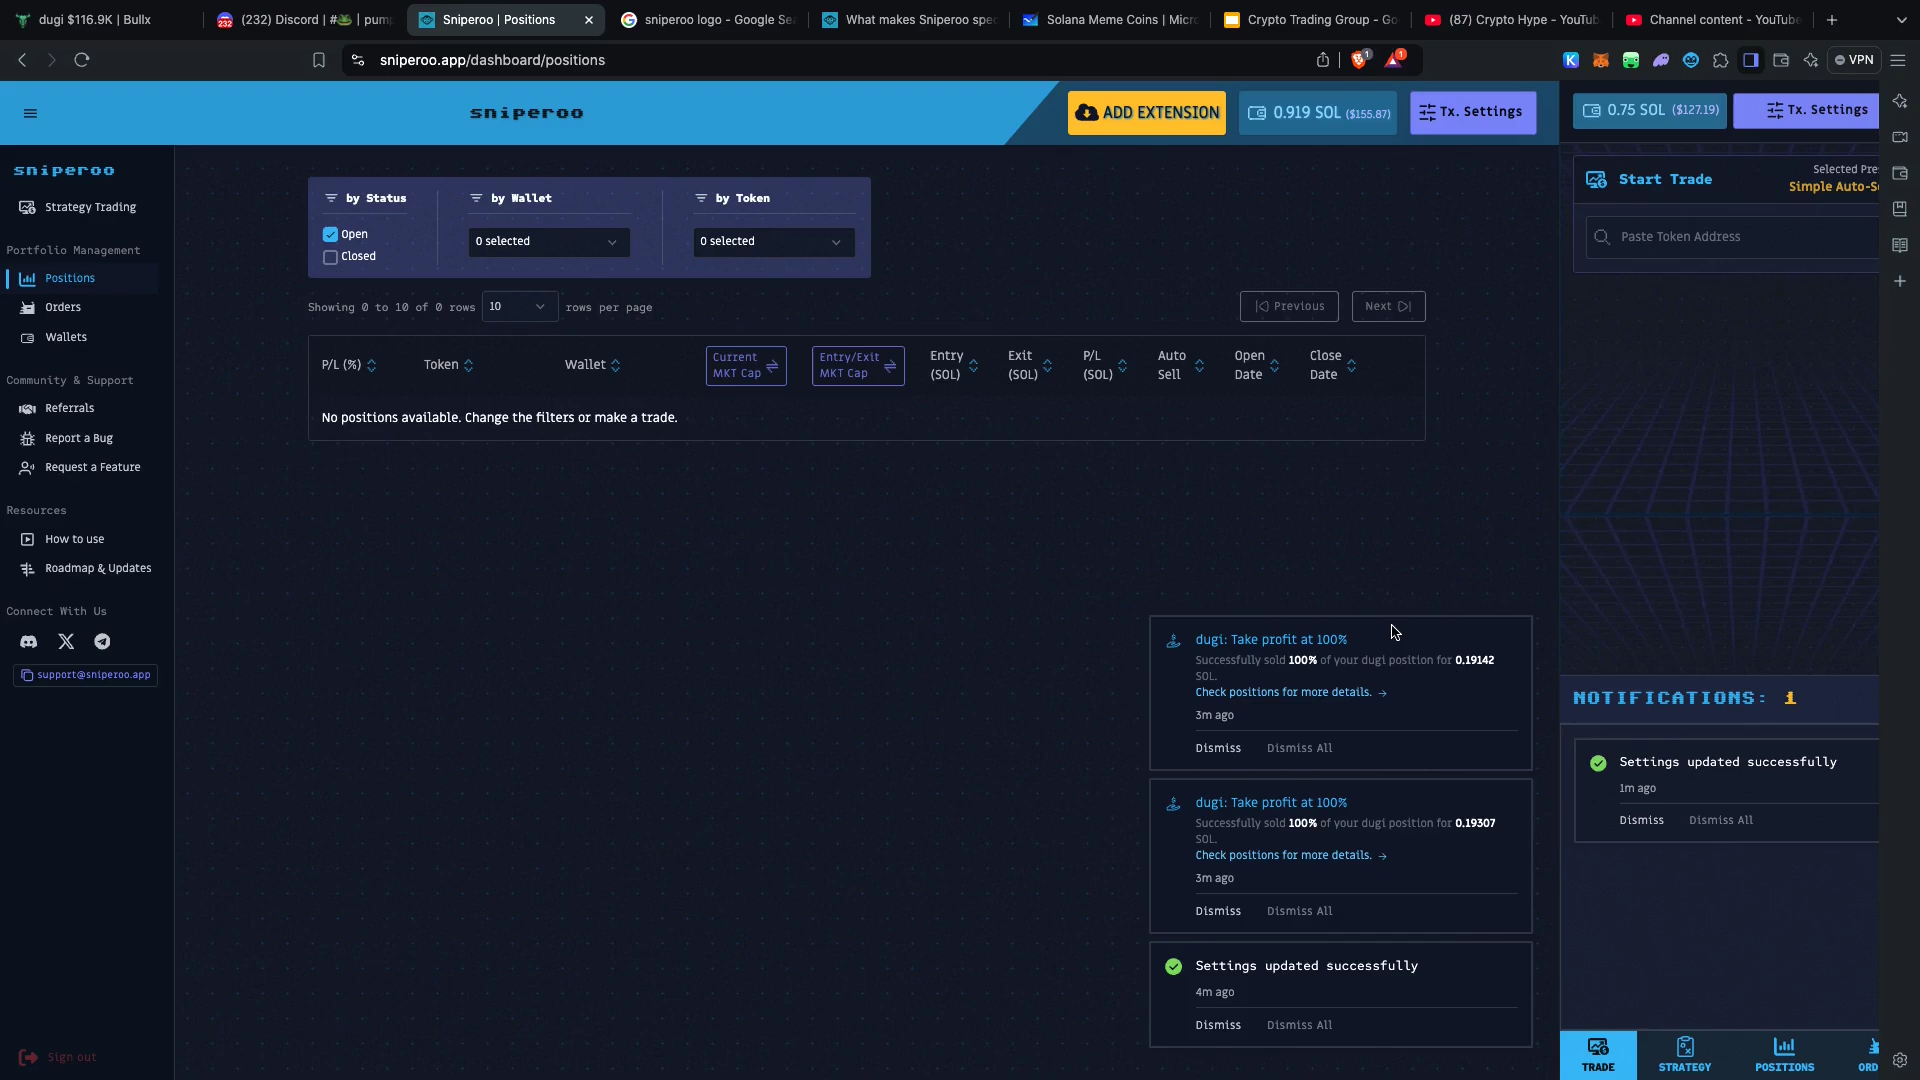 dugi $116.9K | Bullx
(232) Discord | #🐸 | pump
Sniperoo | Positions
sniperoo logo - Google Se
What makes Sniperoo spec
Solana Meme Coins | Micro
Crypto Trading Group - Go
(87) Crypto Hype - YouTub
Channel content - YouTube
sniperoo.app/dashboard/positions
VPN
sniperoo
ADD EXTENSION
0.919 SOL ($155.87)
Tx. Settings
0.75 SOL ($127.19)
Tx. Settings
sniperoo
Strategy Trading
Portfolio Management
Positions
Orders
Wallets
Community & Support
Referrals
Report a Bug
Request a Feature
Resources
How to use
Roadmap & Updates
Connect With Us
support@sniperoo.app
Sign out
by Status
Open
Closed
by Wallet
0 selected
by Token
0 selected
Showing 0 to 10 of 0 rows 10 rows per page
Previous
Next
P/L (%)
Token
Wallet
Current
MKT Cap
Entry/Exit
MKT Cap
Entry
(SOL)
Exit
(SOL)
P/L
(SOL)
Auto
Sell
Open
Date
Close
Date
No positions available. Change the filters or make a trade.
dugi: Take profit at 100%
Successfully sold 100% of your dugi position for 0.19142
SOL.
Check positions for more details. →
3m ago
Dismiss Dismiss All
dugi: Take profit at 100%
Successfully sold 100% of your dugi position for 0.19307
SOL.
Check positions for more details. →
3m ago
Dismiss Dismiss All
Settings updated successfully
4m ago
Dismiss Dismiss All
Start Trade
Selected Pre
Simple Auto-S
Paste Token Address
NOTIFICATIONS: 1
Settings updated successfully
1m ago
Dismiss Dismiss All
TRADE
STRATEGY
POSITIONS
ORD